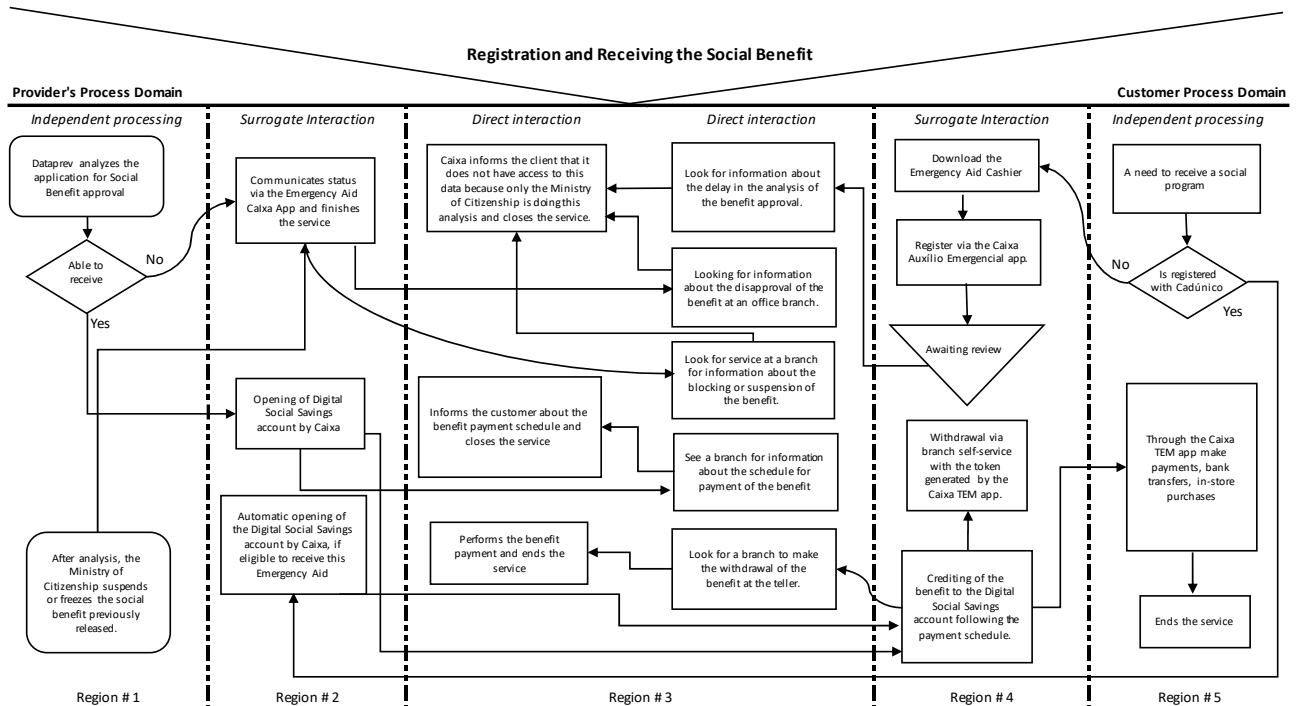 Registration and Receiving the Social Benefit
Provider's Process Domain
Customer Process Domain
Independent processing
Surrogate Interaction
Direct interaction
Direct interaction
Surrogate Interaction
Independent processing
Dataprev analyzes the
application for Social
Benefit approval
Able to
receive
No
Yes
After analysis, the
Ministry of
Citizenship suspends
or freezes the social
benefit previously
released.
Communicates status
via the Emergency Aid
Caixa App and finishes
the service
Opening of Digital
Social Savings
account by Caixa
Automatic opening of
the Digital Social Savings
account by Caixa, if
eligible to receive this
Emergency Aid
Caixa informs the client that it
does not have access to this
data because only the Ministry
of Citizenship is doing this
analysis and closes the service.
Informs the customer about the
benefit payment schedule and
closes the service
Performs the benefit
payment and ends the
service
Look for information about
the delay in the analysis of
the benefit approval.
Looking for information
about the disapproval of the
benefit at an office branch.
Look for service at a branch
for information about the
blocking or suspension of
the benefit.
See a branch for information
about the schedule for
payment of the benefit
Look for a branch to make
the withdrawal of the
benefit at the teller.
Download the
Emergency Aid Cashier
Register via the Caixa
Auxílio Emergencial app.
Awaiting review
Withdrawal via
branch self-service
with the token
generated by the
Caixa TEM app.
Crediting of the
benefit to the Digital
Social Savings
account following the
payment schedule.
A need to receive a social
program
Is registered
with Cadúnico
No
Yes
Through the Caixa
TEM app make
payments, bank
transfers, in-store
purchases
Ends the service
Region # 1
Region # 2
Region # 3
Region # 4
Region # 5